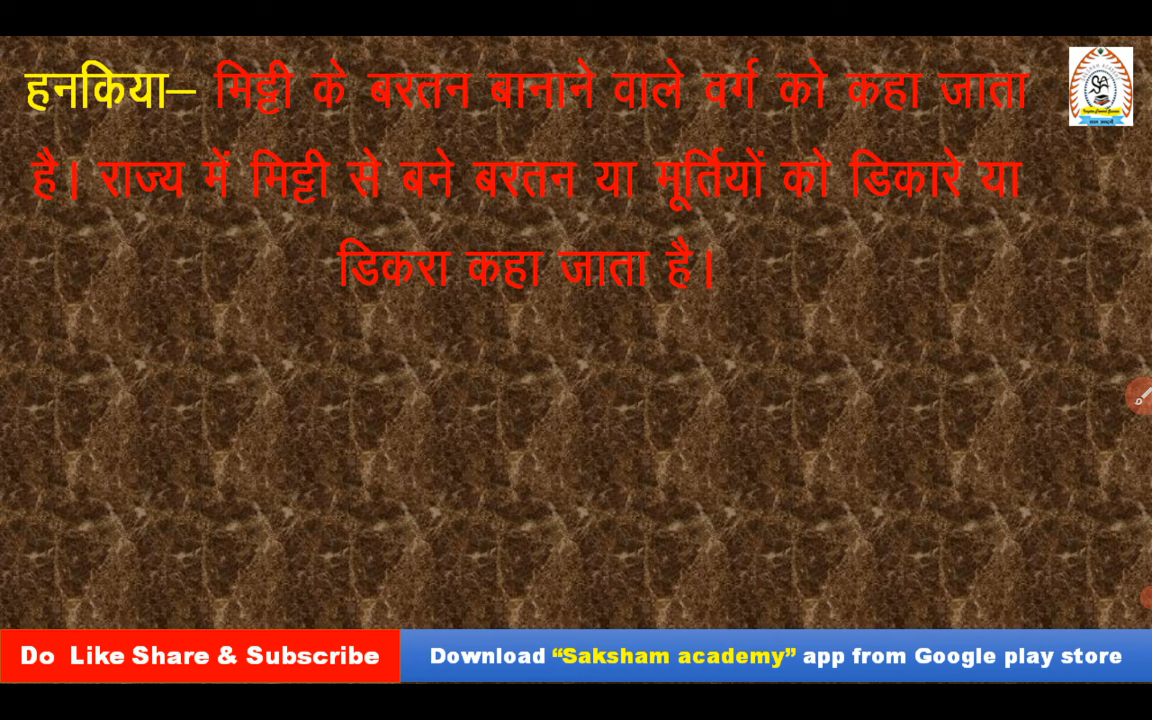 हनकिया– मिट्टी के बरतन बानाने वाले वर्ग को कहा जाता
है। राज्य में मिट्टी से बने बरतन या मूर्तियों को डिकारे या
डिकरा कहा जाता है।
Do Like Share & Subscribe
Download “Saksham academy” app from Google play store